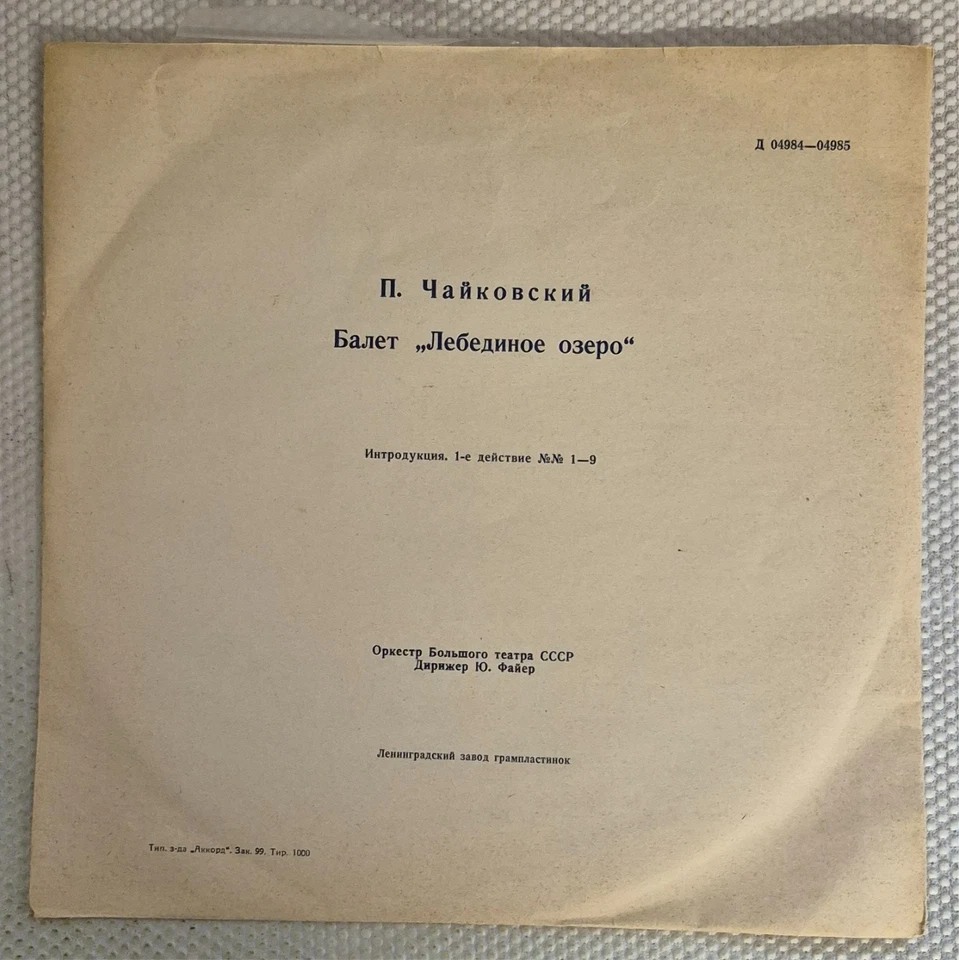 Д 04984—04985
П. Чайковский
Балет „Лебединое озеро“
Интродукция. 1-е действие №№ 1—9
Оркестр Большого театра СССР
Дирижер Ю. Файер
Ленинградский завод грампластинок
Тип. з-да „Аккорд“. Зак. 99. Тир. 1000